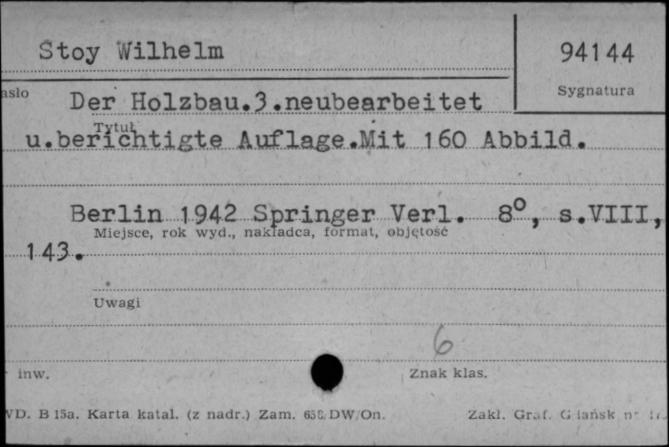 Stoy Wilhelm
94144
asło
Sygnatura
Der Holzbau.3.neubearbeitet
Tytuł
u.berichtigte Auflage.Mit 160 Abbild.
Berlin 1942 Springer Verl. 8°, s.VIII,
Miejsce, rok wyd., nakładca, format, objętość
143.
Uwagi
6
inw.
Znak klas.
VD. B 15a. Karta katal. (z nadr.) Zam. DW/On.
Zakł. Graf. Gdańsk